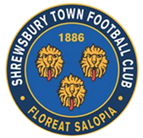 SHREWSBURY TOWN FOOTBALL CLUB
1886
• FLOREAT SALOPIA •